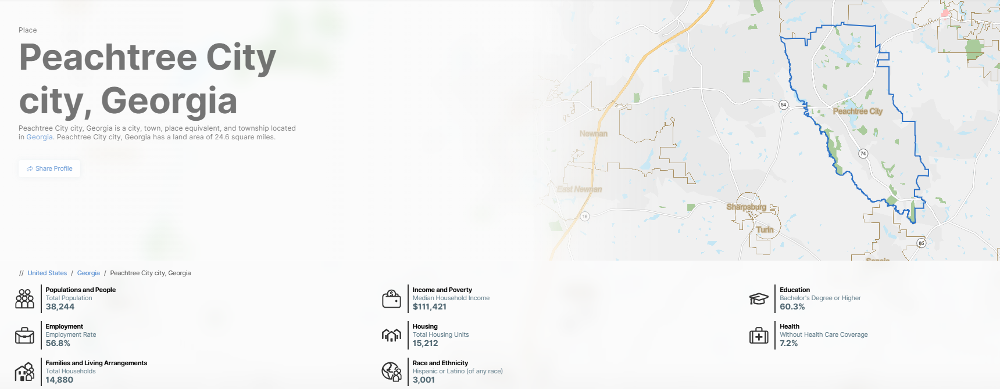 Place
Peachtree City
city, Georgia
Peachtree City city, Georgia is a city, town, place equivalent, and township located
in Georgia. Peachtree City city, Georgia has a land area of 24.6 square miles.
Share Profile
54
Peachtree City
Newnan
74
East Newnan
Sharpsburg
16
Turin
85
// United States / Georgia / Peachtree City city, Georgia
Populations and People
Total Population
38,244
Income and Poverty
Median Household Income
$111,421
Education
Bachelor's Degree or Higher
60.3%
Employment
Employment Rate
56.8%
Housing
Total Housing Units
15,212
Health
Without Health Care Coverage
7.2%
Families and Living Arrangements
Total Households
14,880
Race and Ethnicity
Hispanic or Latino (of any race)
3,001